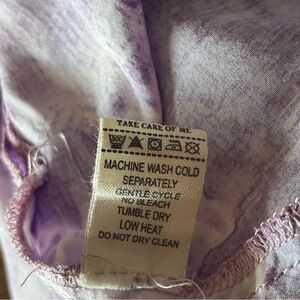 TAKE CARE OF ME
MACHINE WASH COLD
SEPARATELY
GENTLE CYCLE
NO BLEACH
TUMBLE DRY
LOW HEAT
DO NOT DRY CLEAN